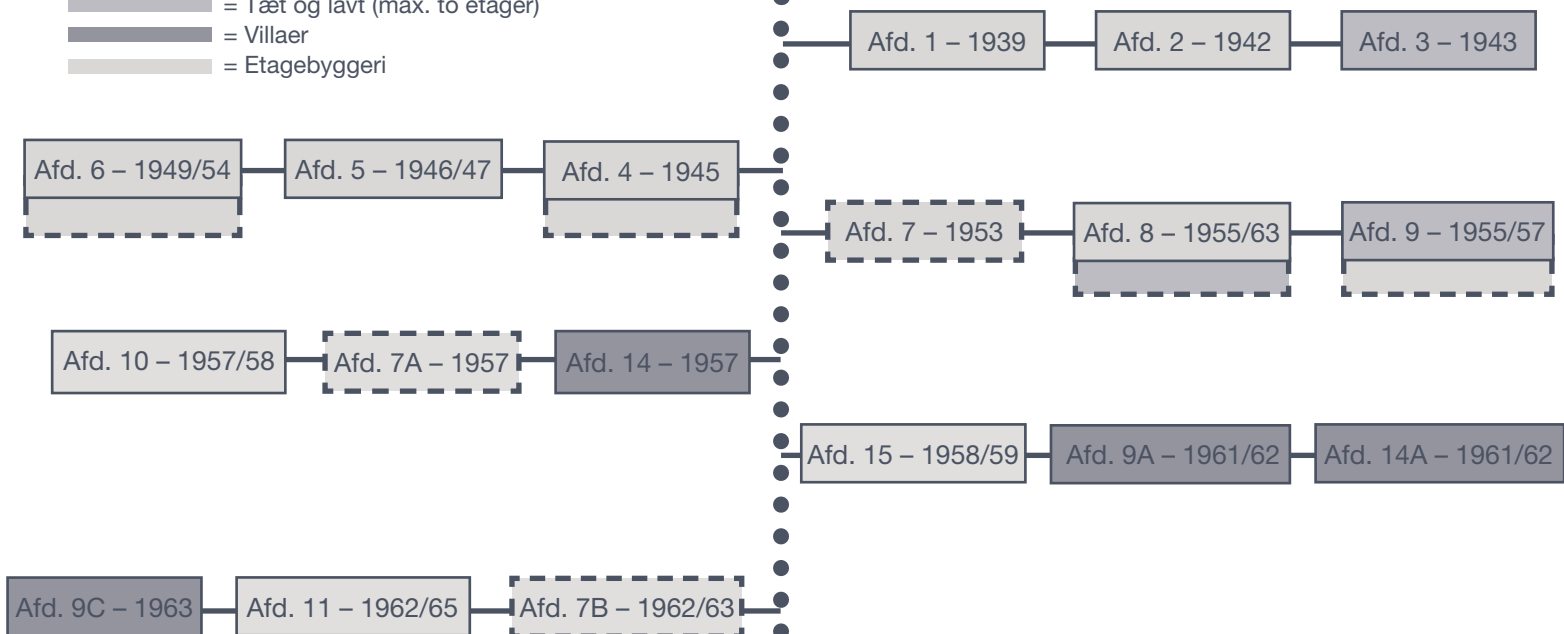 = Tæt og lavt (max. to etager)
= Villaer
= Etagebyggeri
Afd. 1 – 1939
Afd. 2 – 1942
Afd. 3 – 1943
Afd. 6 – 1949/54
Afd. 5 – 1946/47
Afd. 4 – 1945
Afd. 7 – 1953
Afd. 8 – 1955/63
Afd. 9 – 1955/57
Afd. 10 – 1957/58
Afd. 7A – 1957
Afd. 14 – 1957
Afd. 15 – 1958/59
Afd. 9A – 1961/62
Afd. 14A – 1961/62
Afd. 9C – 1963
Afd. 11 – 1962/65
Afd. 7B – 1962/63